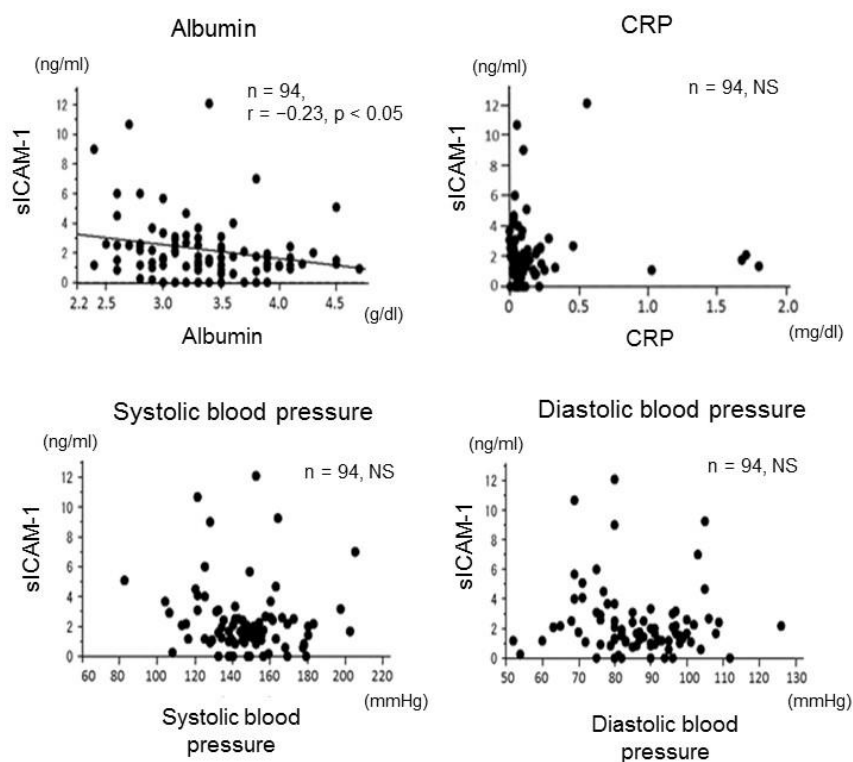 Albumin
(ng/ml)
n = 94,
r = −0.23, p < 0.05
sICAM-1
12
10
8
6
4
2
0
2.2 2.5 3.0 3.5 4.0 4.5
(g/dl)
Albumin
CRP
(ng/ml)
n = 94, NS
sICAM-1
12
10
8
6
4
2
0
0 0.5 1.0 1.5 2.0
(mg/dl)
CRP
Systolic blood pressure
(ng/ml)
n = 94, NS
sICAM-1
12
10
8
6
4
2
0
60 80 100 120 140 160 180 200 220
(mmHg)
Systolic blood
pressure
Diastolic blood pressure
(ng/ml)
n = 94, NS
sICAM-1
12
10
8
6
4
2
0
50 60 70 80 90 100 110 120 130
(mmHg)
Diastolic blood
pressure